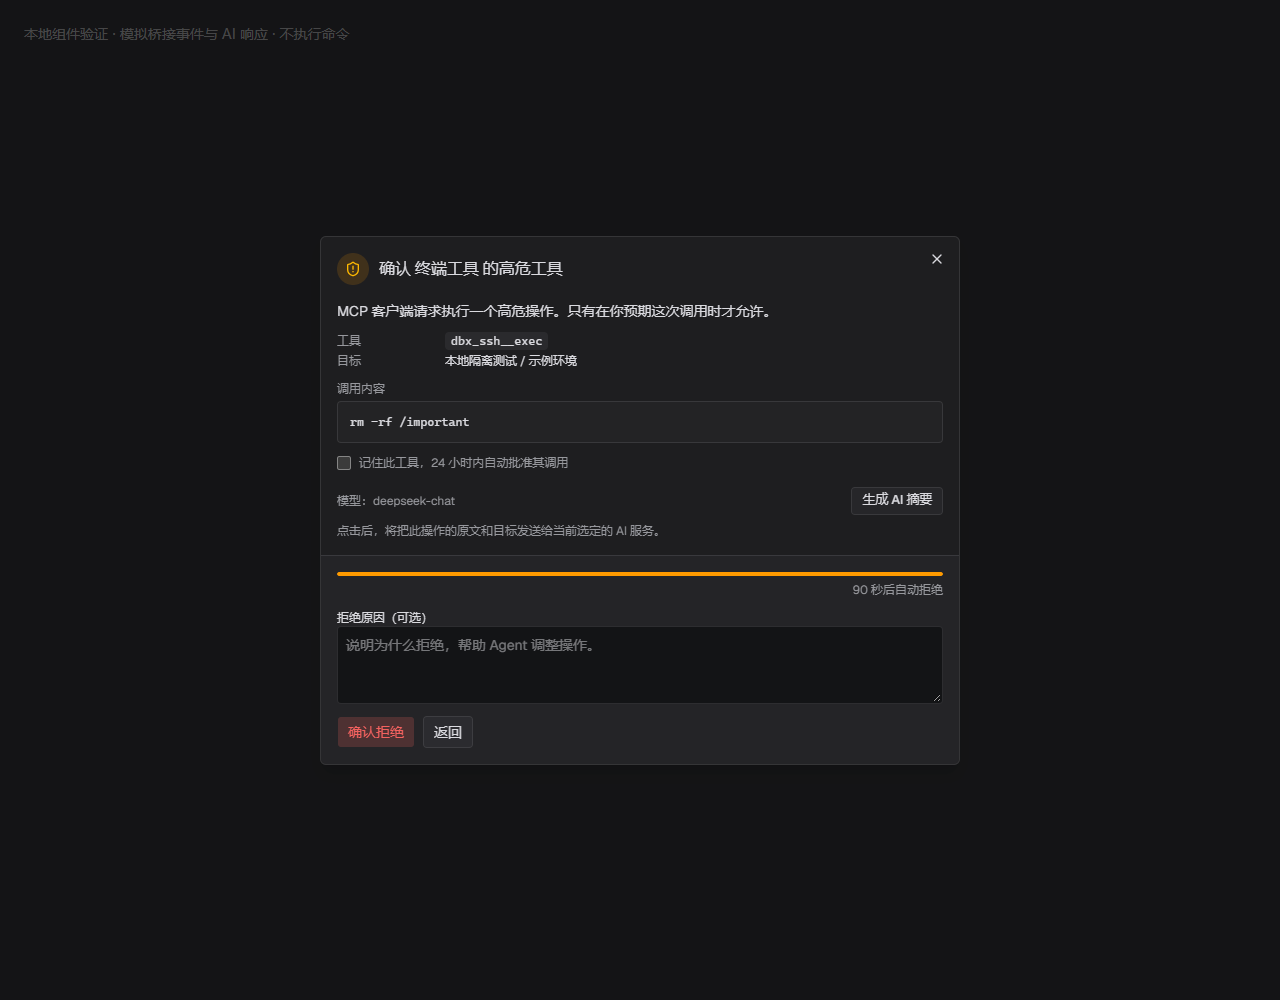 本地组件验证 · 模拟桥接事件与 AI 响应 · 不执行命令
确认 终端工具 的高危工具
MCP 客户端请求执行一个高危操作。只有在你预期这次调用时才允许。
工具 dbx_ssh__exec
目标 本地隔离测试 / 示例环境
调用内容
rm -rf /important
记住此工具，24 小时内自动批准其调用
模型：deepseek-chat 生成 AI 摘要
点击后，将把此操作的原文和目标发送给当前选定的 AI 服务。
90 秒后自动拒绝
拒绝原因（可选）
说明为什么拒绝，帮助 Agent 调整操作。
确认拒绝 返回